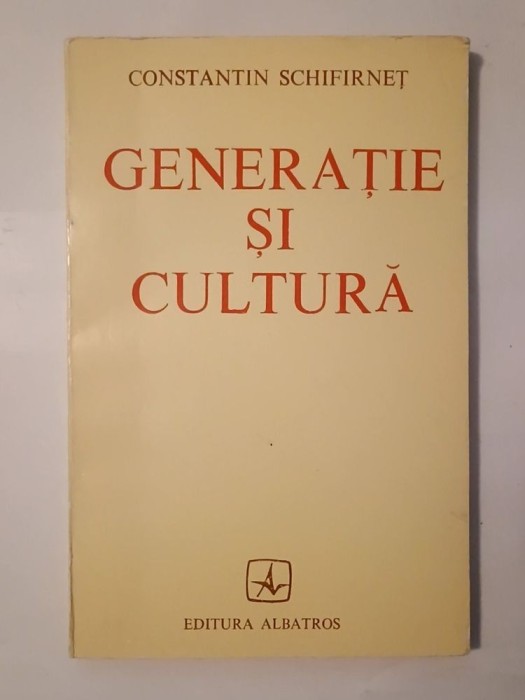 CONSTANTIN SCHIFIRNEȚ
GENERAȚIE
ȘI
CULTURĂ
EDITURA ALBATROS